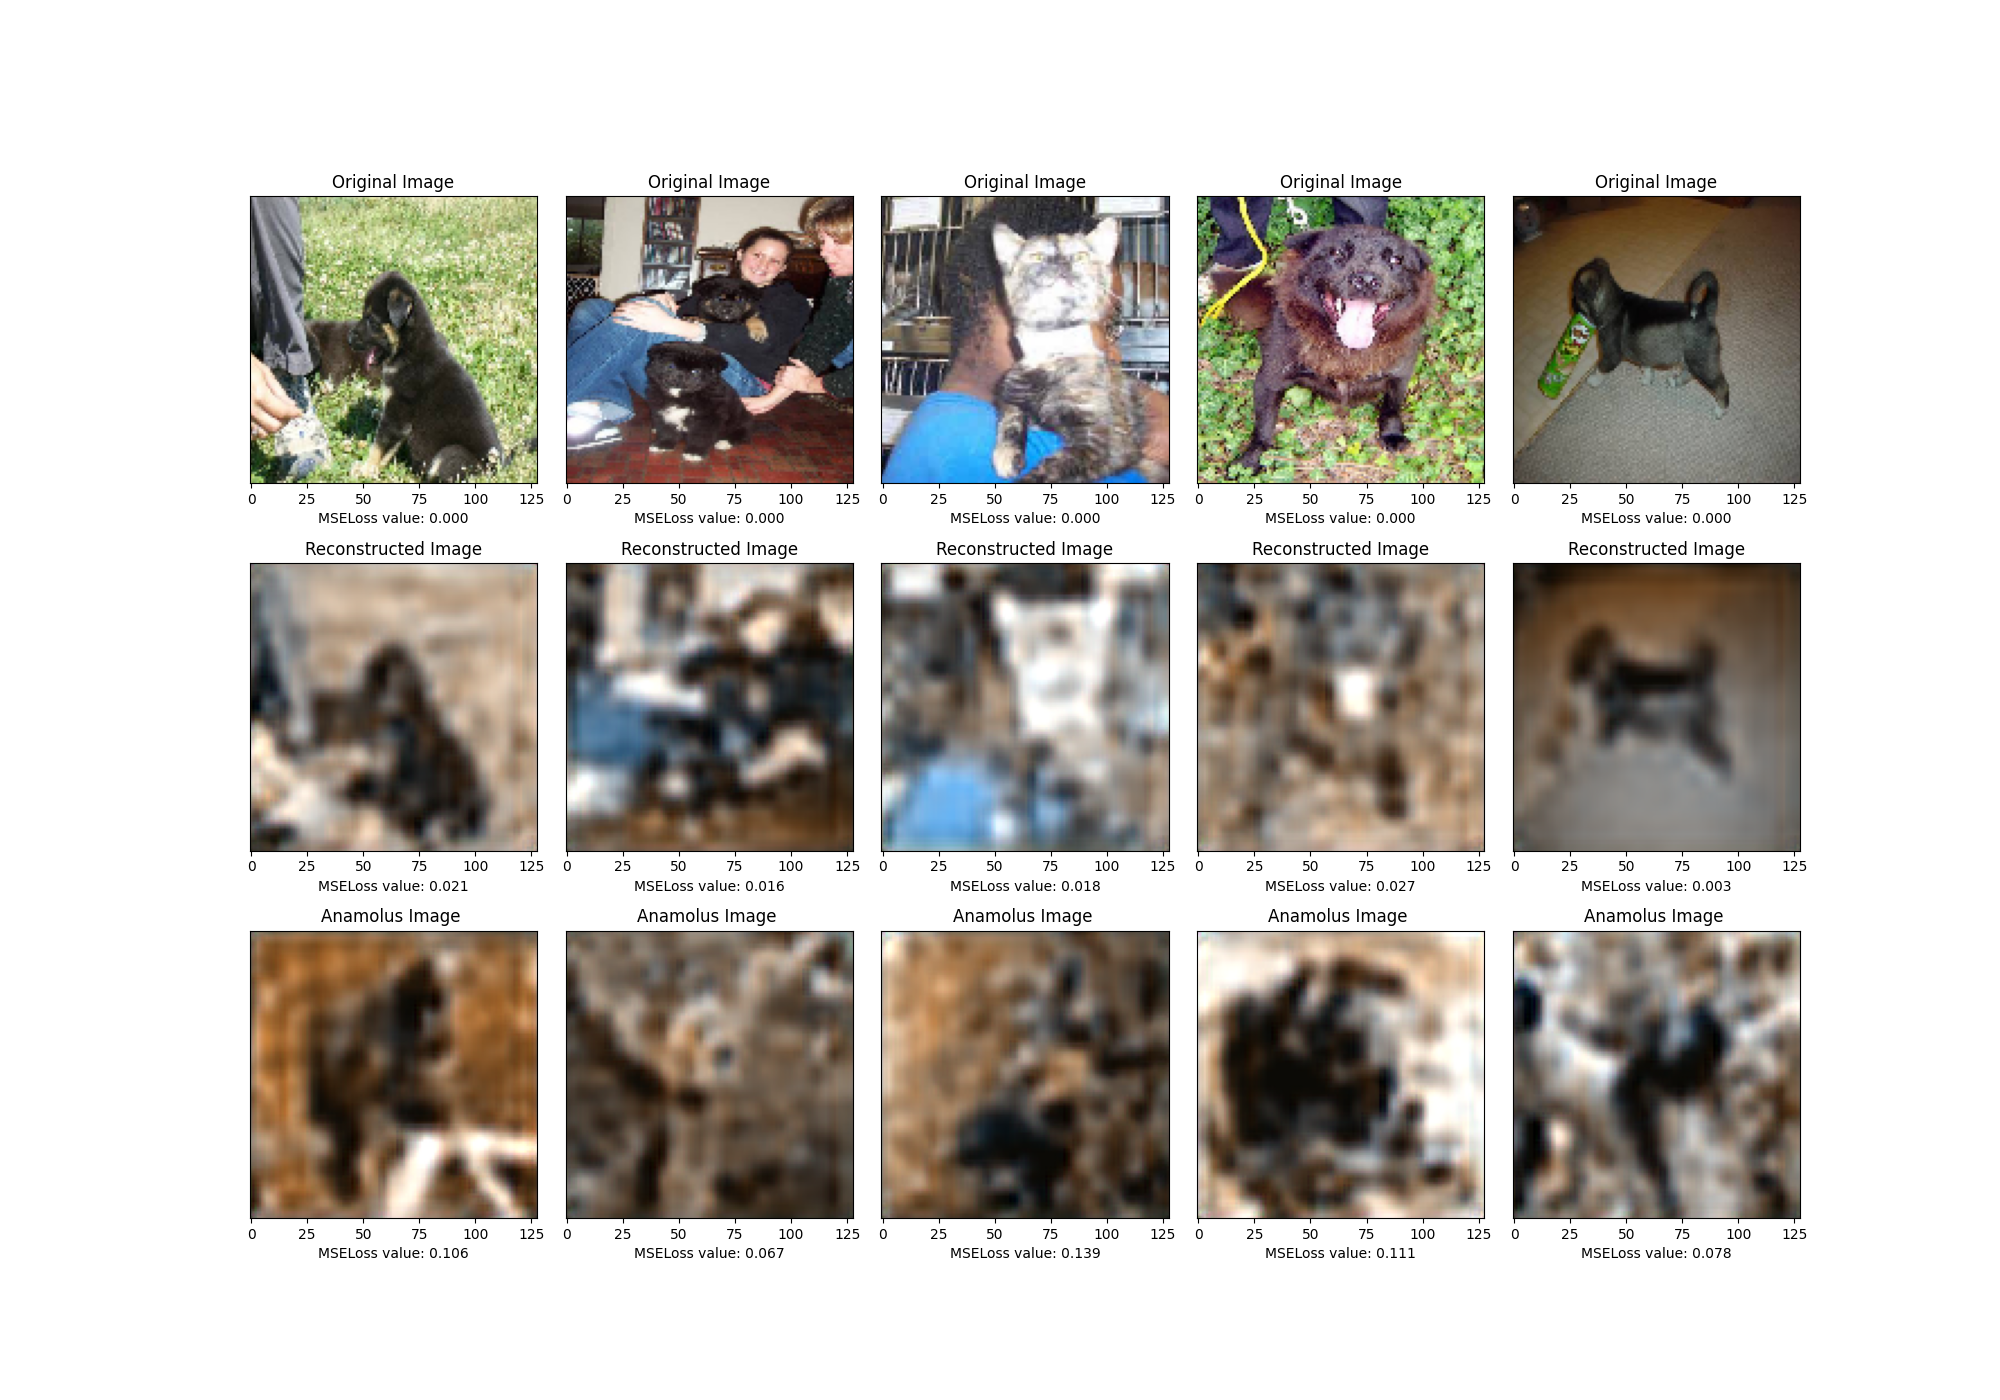 Original Image Original Image Original Image Original Image Original Image
0 25 50 75 100 125 0 25 50 75 100 125 0 25 50 75 100 125 0 25 50 75 100 125 0 25 50 75 100 125
MSELoss value: 0.000 MSELoss value: 0.000 MSELoss value: 0.000 MSELoss value: 0.000 MSELoss value: 0.000
Reconstructed Image Reconstructed Image Reconstructed Image Reconstructed Image Reconstructed Image
0 25 50 75 100 125 0 25 50 75 100 125 0 25 50 75 100 125 0 25 50 75 100 125 0 25 50 75 100 125
MSELoss value: 0.021 MSELoss value: 0.016 MSELoss value: 0.018 MSELoss value: 0.027 MSELoss value: 0.003
Anamolus Image Anamolus Image Anamolus Image Anamolus Image Anamolus Image
0 25 50 75 100 125 0 25 50 75 100 125 0 25 50 75 100 125 0 25 50 75 100 125 0 25 50 75 100 125
MSELoss value: 0.106 MSELoss value: 0.067 MSELoss value: 0.139 MSELoss value: 0.111 MSELoss value: 0.078